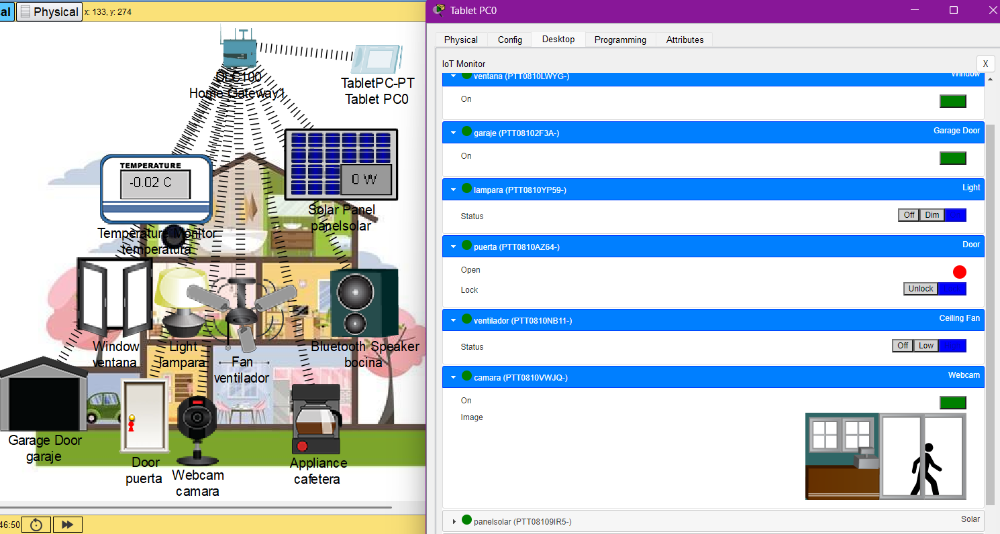 al
Physical
x: 133, y: 274
DLC100
Home Gateway1
TabletPC-PT
Tablet PC0
TEMPERATURE
-0.02 C
0 W
Solar Panel
panelsolar
Temperature Monitor
temperatura
Window
ventana
Light
lampara
Fan
ventilador
Bluetooth Speaker
bocina
Garage Door
garaje
Door
puerta
Webcam
camara
Appliance
cafetera
46:50
Tablet PC0
Physical
Config
Desktop
Programming
Attributes
IoT Monitor
X
ventana (PTT0810LWYG-)
Window
On
garaje (PTT08102F3A-)
Garage Door
On
lampara (PTT0810YP59-)
Light
Status
Off
Dim
puerta (PTT0810AZ64-)
Door
Open
Lock
Unlock
ventilador (PTT0810NB11-)
Ceiling Fan
Status
Off
Low
camara (PTT0810VWJQ-)
Webcam
On
Image
panelsolar (PTT08109IR5-)
Solar